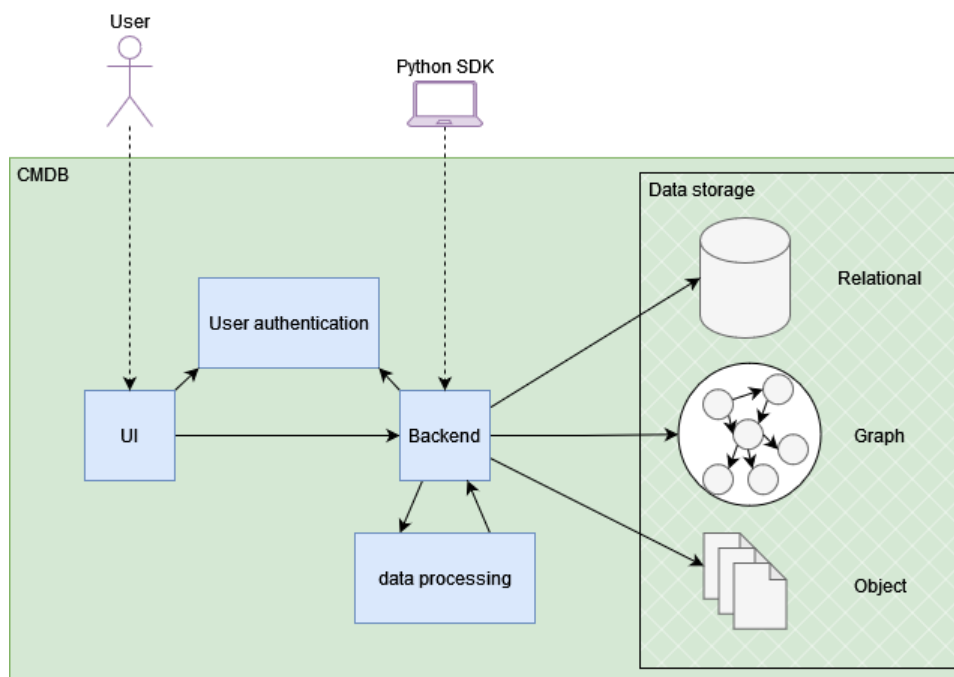 User
Python SDK
CMDB
Data storage
Relational
User authentication
UI
Backend
Graph
data processing
Object